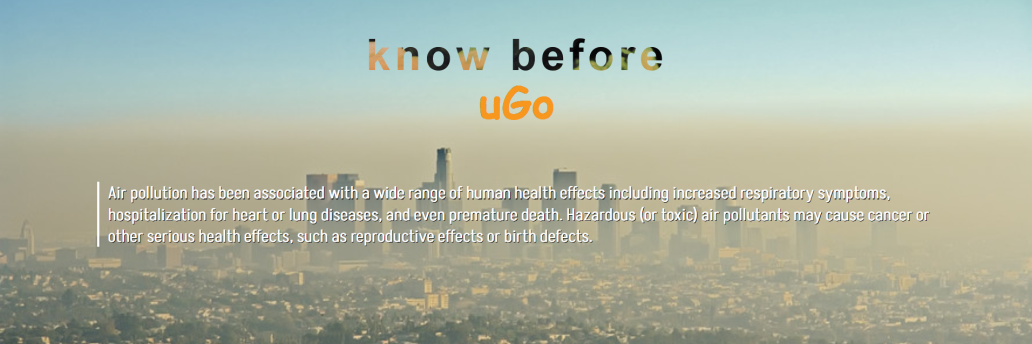 know before
uGo
Air pollution has been associated with a wide range of human health effects including increased respiratory symptoms,
hospitalization for heart or lung diseases, and even premature death. Hazardous (or toxic) air pollutants may cause cancer or
other serious health effects, such as reproductive effects or birth defects.